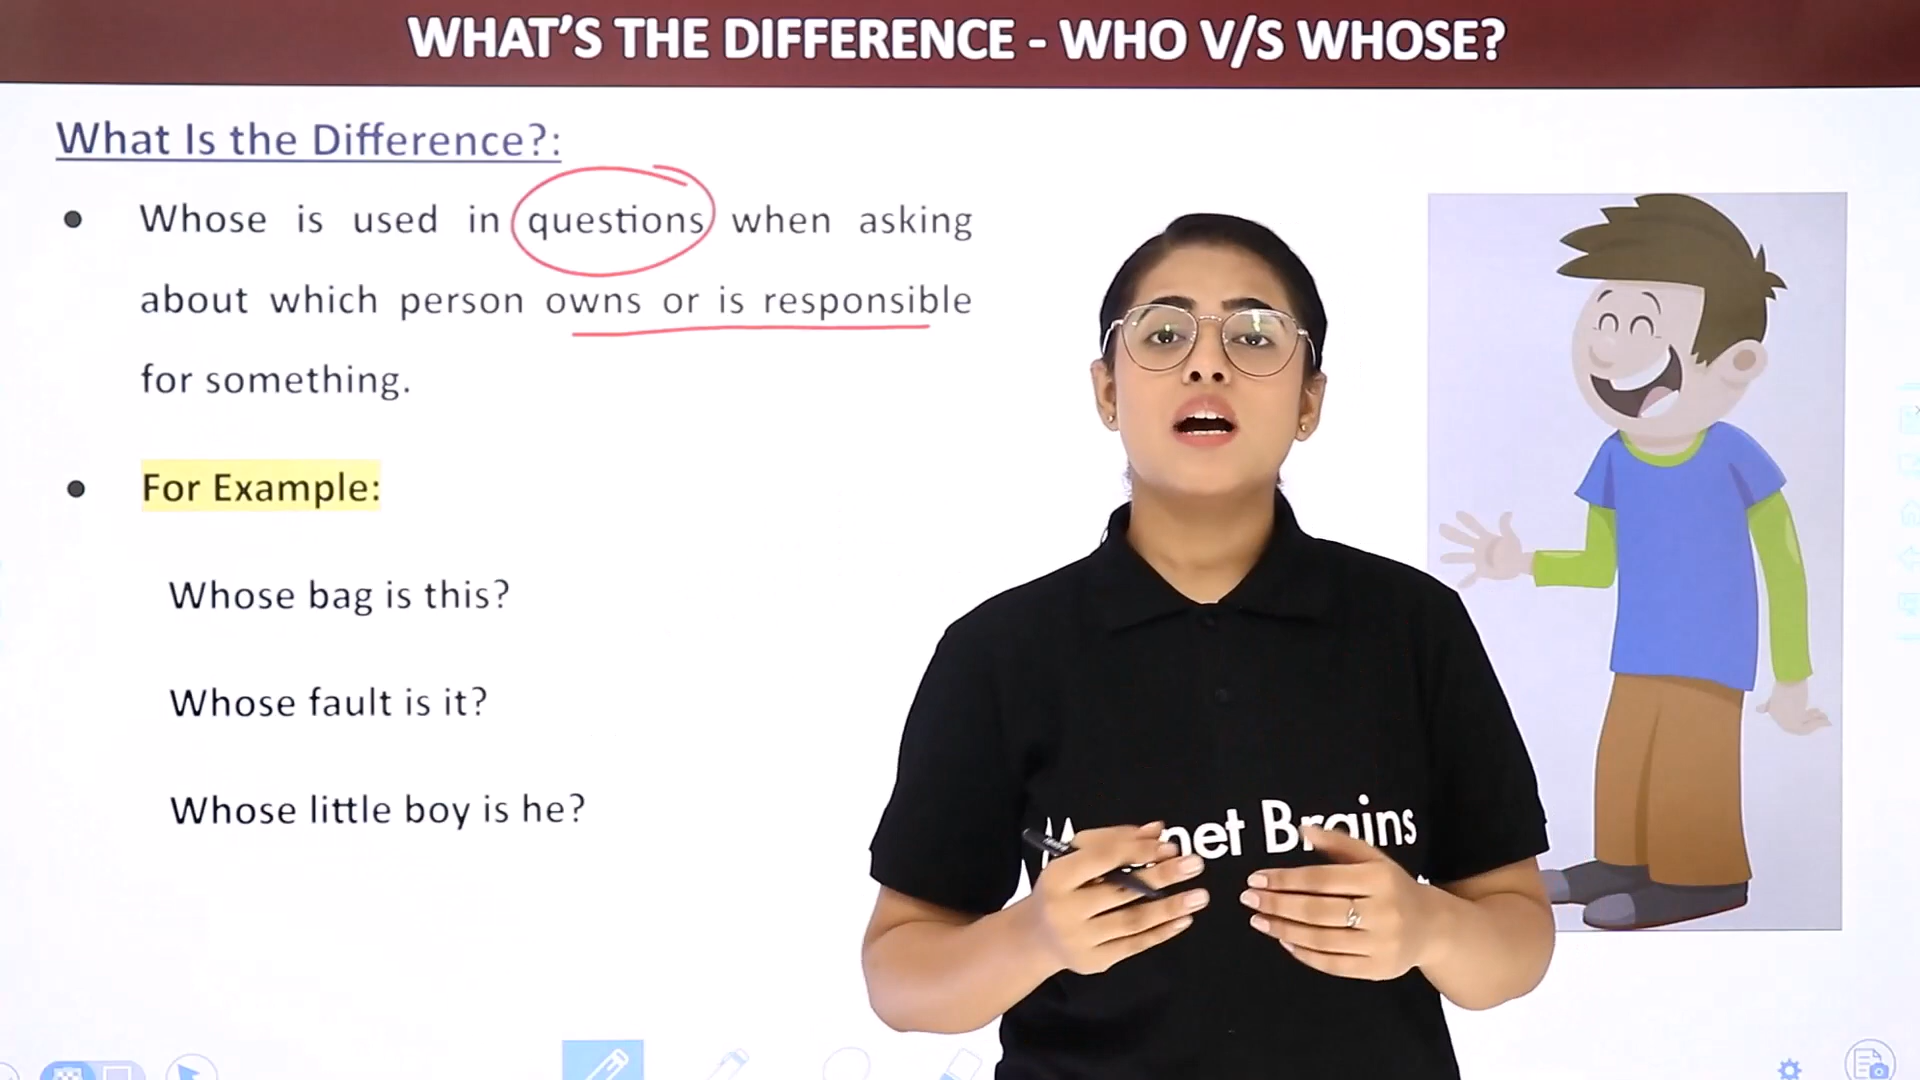 WHAT'S THE DIFFERENCE - WHO V/S WHOSE?
What Is the Difference?:
Whose is used in questions when asking
about which person owns or is responsible
for something.
For Example:
Whose bag is this?
Whose fault is it?
Whose little boy is he?
Brains